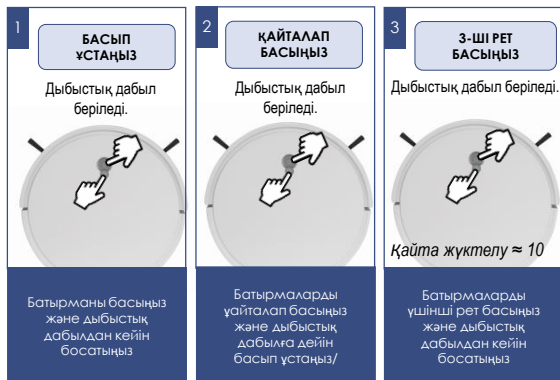 1
БАСЫП
ҰСТАҢЫЗ
Дыбыстық дабыл
беріледі.
Батырманы басыңыз
және дыбыстық
дабылдан кейін
босатыңыз
2
ҚАЙТАЛАП
БАСЫҢЫЗ
Дыбыстық дабыл
беріледі.
Батырмаларды
ұайталап басыңыз
және дыбыстық
дабылға дейін
басып ұстаңыз/
3
3-ШІ РЕТ
БАСЫҢЫЗ
Дыбыстық дабыл беріледі.
Қайта жүктелу ≈ 10
Батырмаларды
үшінші рет басыңыз
және дыбыстық
дабылдан кейін
босатыңыз